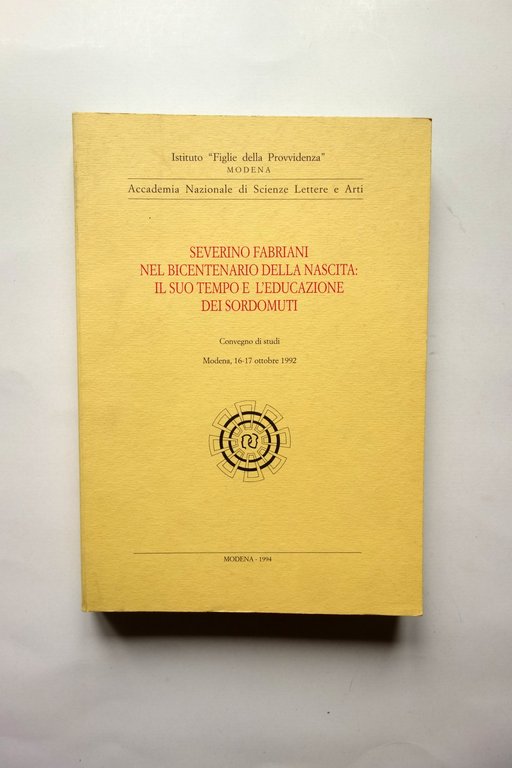 Istituto "Figlie della Provvidenza"
MODENA
Accademia Nazionale di Scienze Lettere e Arti
SEVERINO FABRIANI
NEL BICENTENARIO DELLA NASCITA:
IL SUO TEMPO E L'EDUCAZIONE
DEI SORDOMUTI
Convegno di studi
Modena, 16-17 ottobre 1992
MODENA - 1994